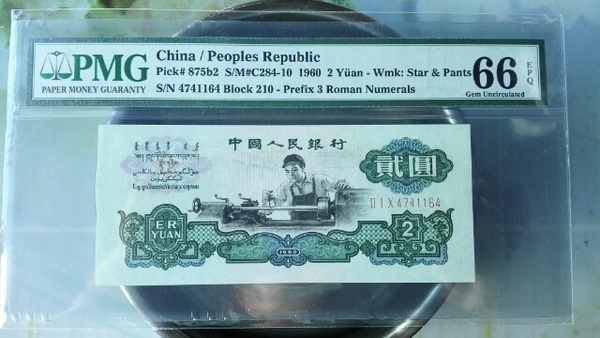 PMG
PAPER MONEY GUARANTY
China / Peoples Republic
Pick# 875b2 S/M#C284-10 1960 2 Yüan - Wmk: Star & Pants
S/N 4741164 Block 210 - Prefix 3 Roman Numerals
66
EPQ
Gem Uncirculated
中國人民銀行
貳圓
II I X 4741164
ER
YUAN
2
1960